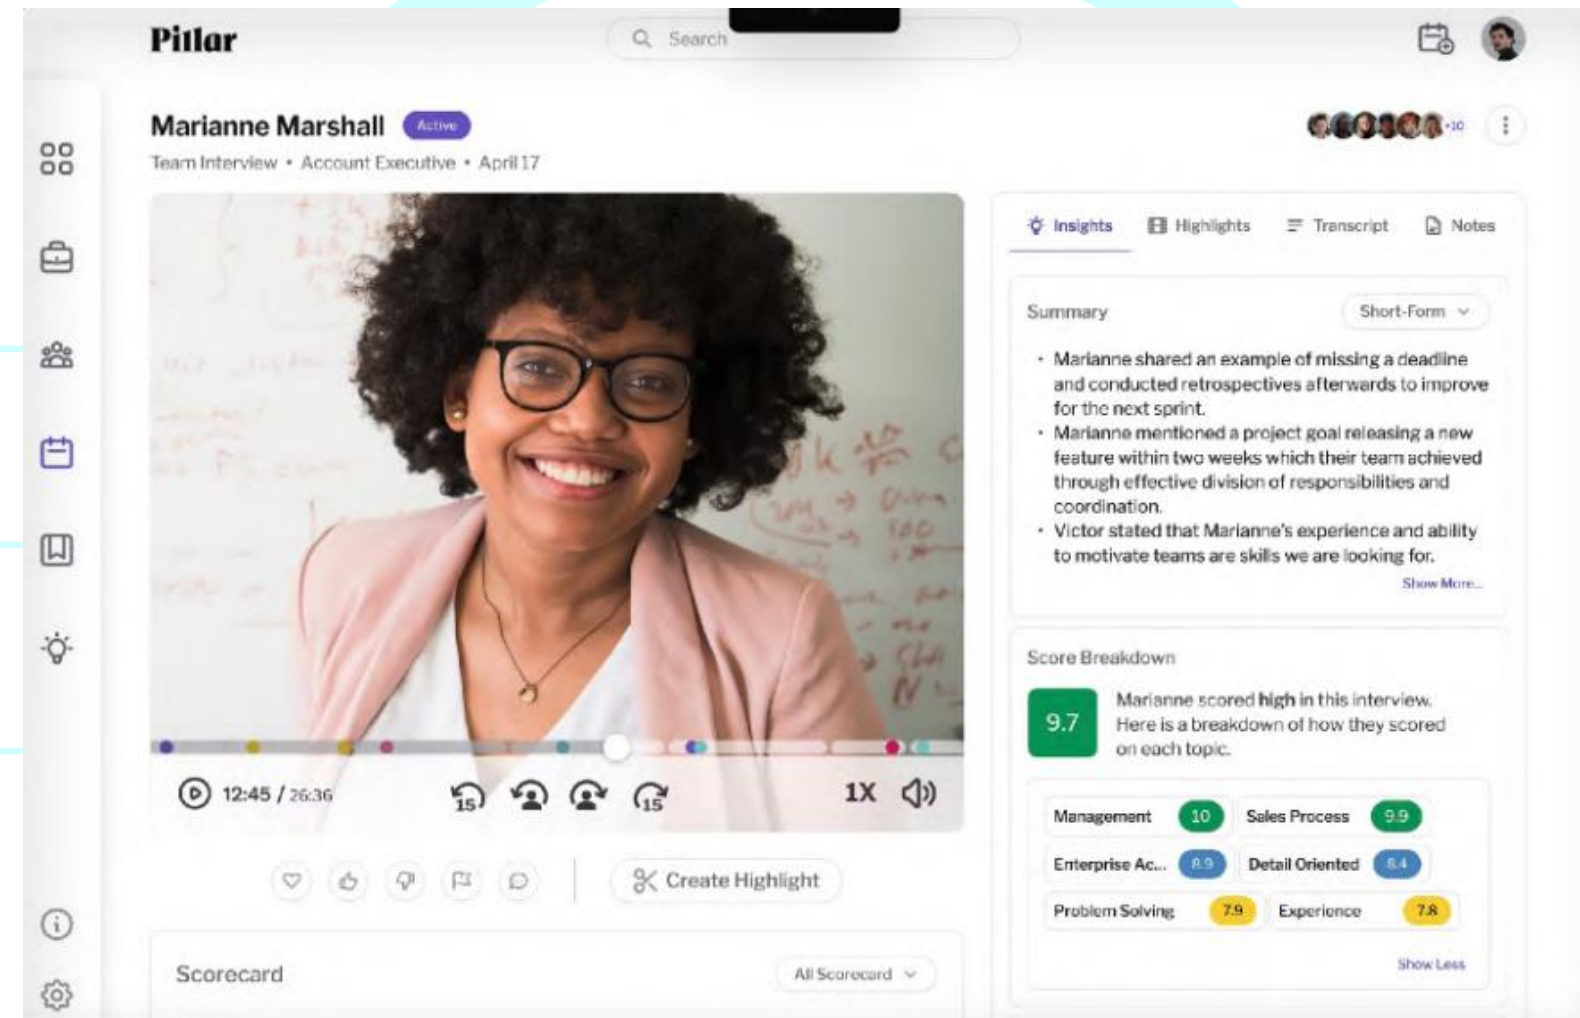 Pillar
Search
Marianne Marshall
Active
Team Interview • Account Executive • April 17
+10
Insights
Highlights
Transcript
Notes
Summary
Short-Form
• Marianne shared an example of missing a deadline
and conducted retrospectives afterwards to improve
for the next sprint.
• Marianne mentioned a project goal releasing a new
feature within two weeks which their team achieved
through effective division of responsibilities and
coordination.
• Victor stated that Marianne's experience and ability
to motivate teams are skills we are looking for.
Show More...
12:45 / 26:36
15
15
1X
Create Highlight
Scorecard
All Scorecard
Score Breakdown
9.7
Marianne scored high in this interview.
Here is a breakdown of how they scored
on each topic.
Management 10
Sales Process 9.9
Enterprise Ac... 8.9
Detail Oriented 8.4
Problem Solving 7.9
Experience 7.8
Show Less